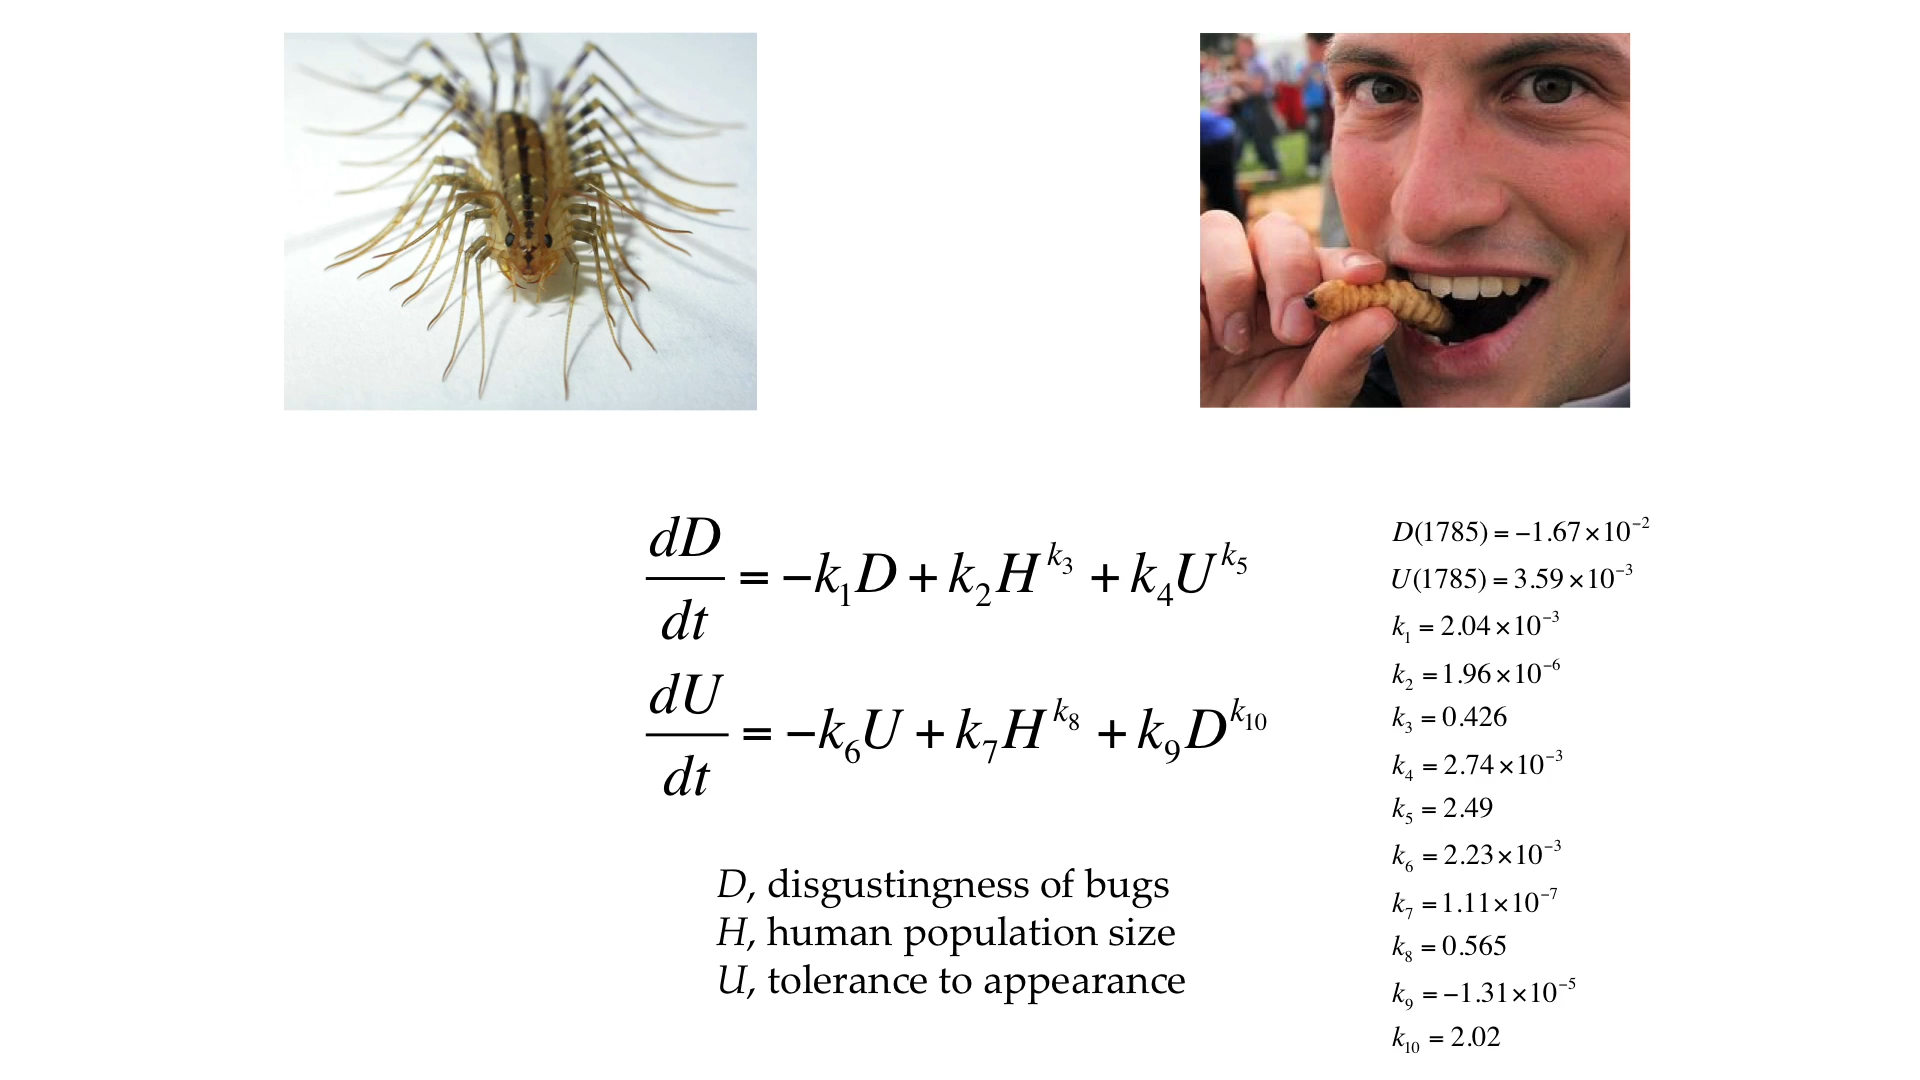 dD/dt = −k₁D + k₂H^k₃ + k₄U^k₅
dU/dt = −k₆U + k₇H^k₈ + k₉D^k₁₀
D, disgustingness of bugs
H, human population size
U, tolerance to appearance
D(1785) = −1.67×10⁻²
U(1785) = 3.59×10⁻³
k₁ = 2.04×10⁻³
k₂ = 1.96×10⁻⁶
k₃ = 0.426
k₄ = 2.74×10⁻³
k₅ = 2.49
k₆ = 2.23×10⁻³
k₇ = 1.11×10⁻⁷
k₈ = 0.565
k₉ = −1.31×10⁻⁵
k₁₀ = 2.02